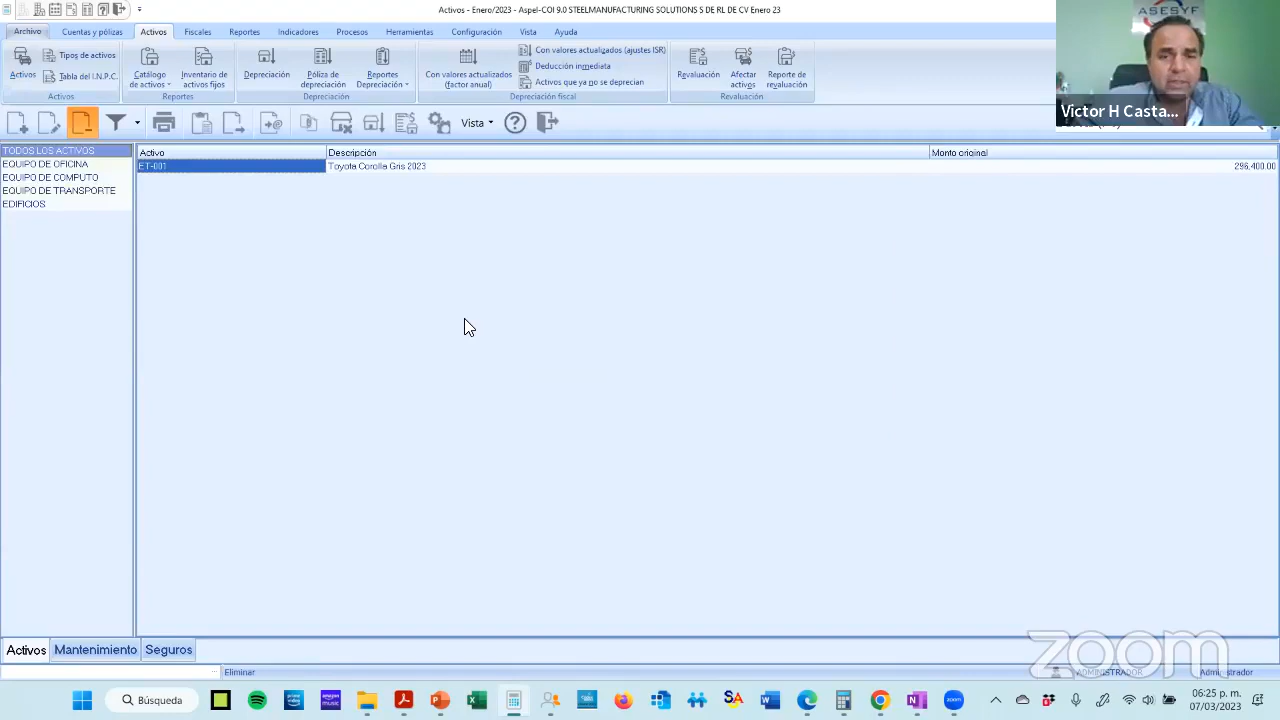 Activos - Enero/2023 - Aspel-COI 9.0 STEELMANUFACTURING SOLUTIONS S DE RL DE CV Enero 23
Archivo Cuentas y pólizas Activos Fiscales Reportes Indicadores Procesos Herramientas Configuración Vista Ayuda
Activos
Tipos de activos
Tabla del I.N.P.C.
Activos
Catálogo de activos
Inventario de activos fijos
Reportes
Depreciación
Póliza de depreciación
Reportes Depreciación
Depreciación
Con valores actualizados (factor anual)
Con valores actualizados (ajustes ISR)
Deducción inmediata
Activos que ya no se deprecian
Depreciación fiscal
Revaluación
Afectar activos
Reporte de revaluación
Revaluación
ASESYF
Victor H Casta...
Vista
TODOS LOS ACTIVOS
EQUIPO DE OFICINA
EQUIPO DE COMPUTO
EQUIPO DE TRANSPORTE
EDIFICIOS
Activo Descripción Monto original
ET-001 Toyota Corolla Gris 2023 296,400.00
Activos Mantenimiento Seguros
zoom
Eliminar ADMINISTRADOR Administrador
Búsqueda
06:25 p. m.
07/03/2023